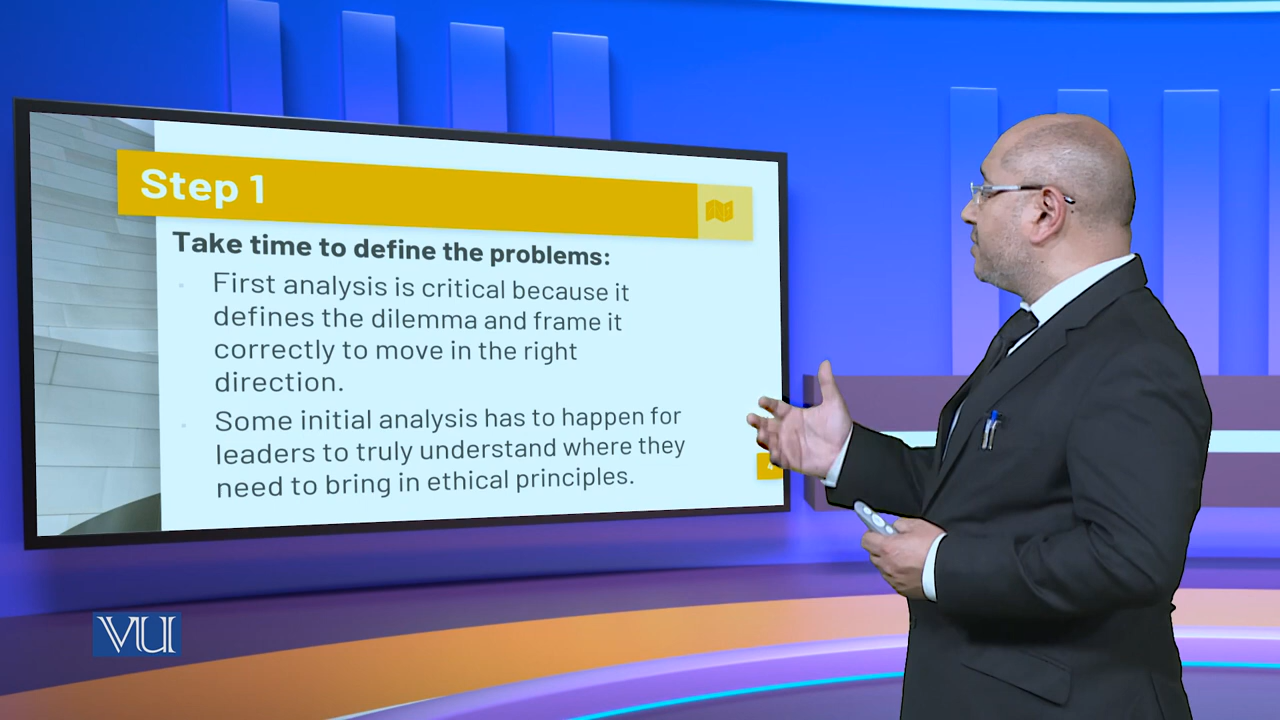 Step 1
Take time to define the problems:
First analysis is critical because it
defines the dilemma and frame it
correctly to move in the right
direction.
Some initial analysis has to happen for
leaders to truly understand where they
need to bring in ethical principles.
4
VU